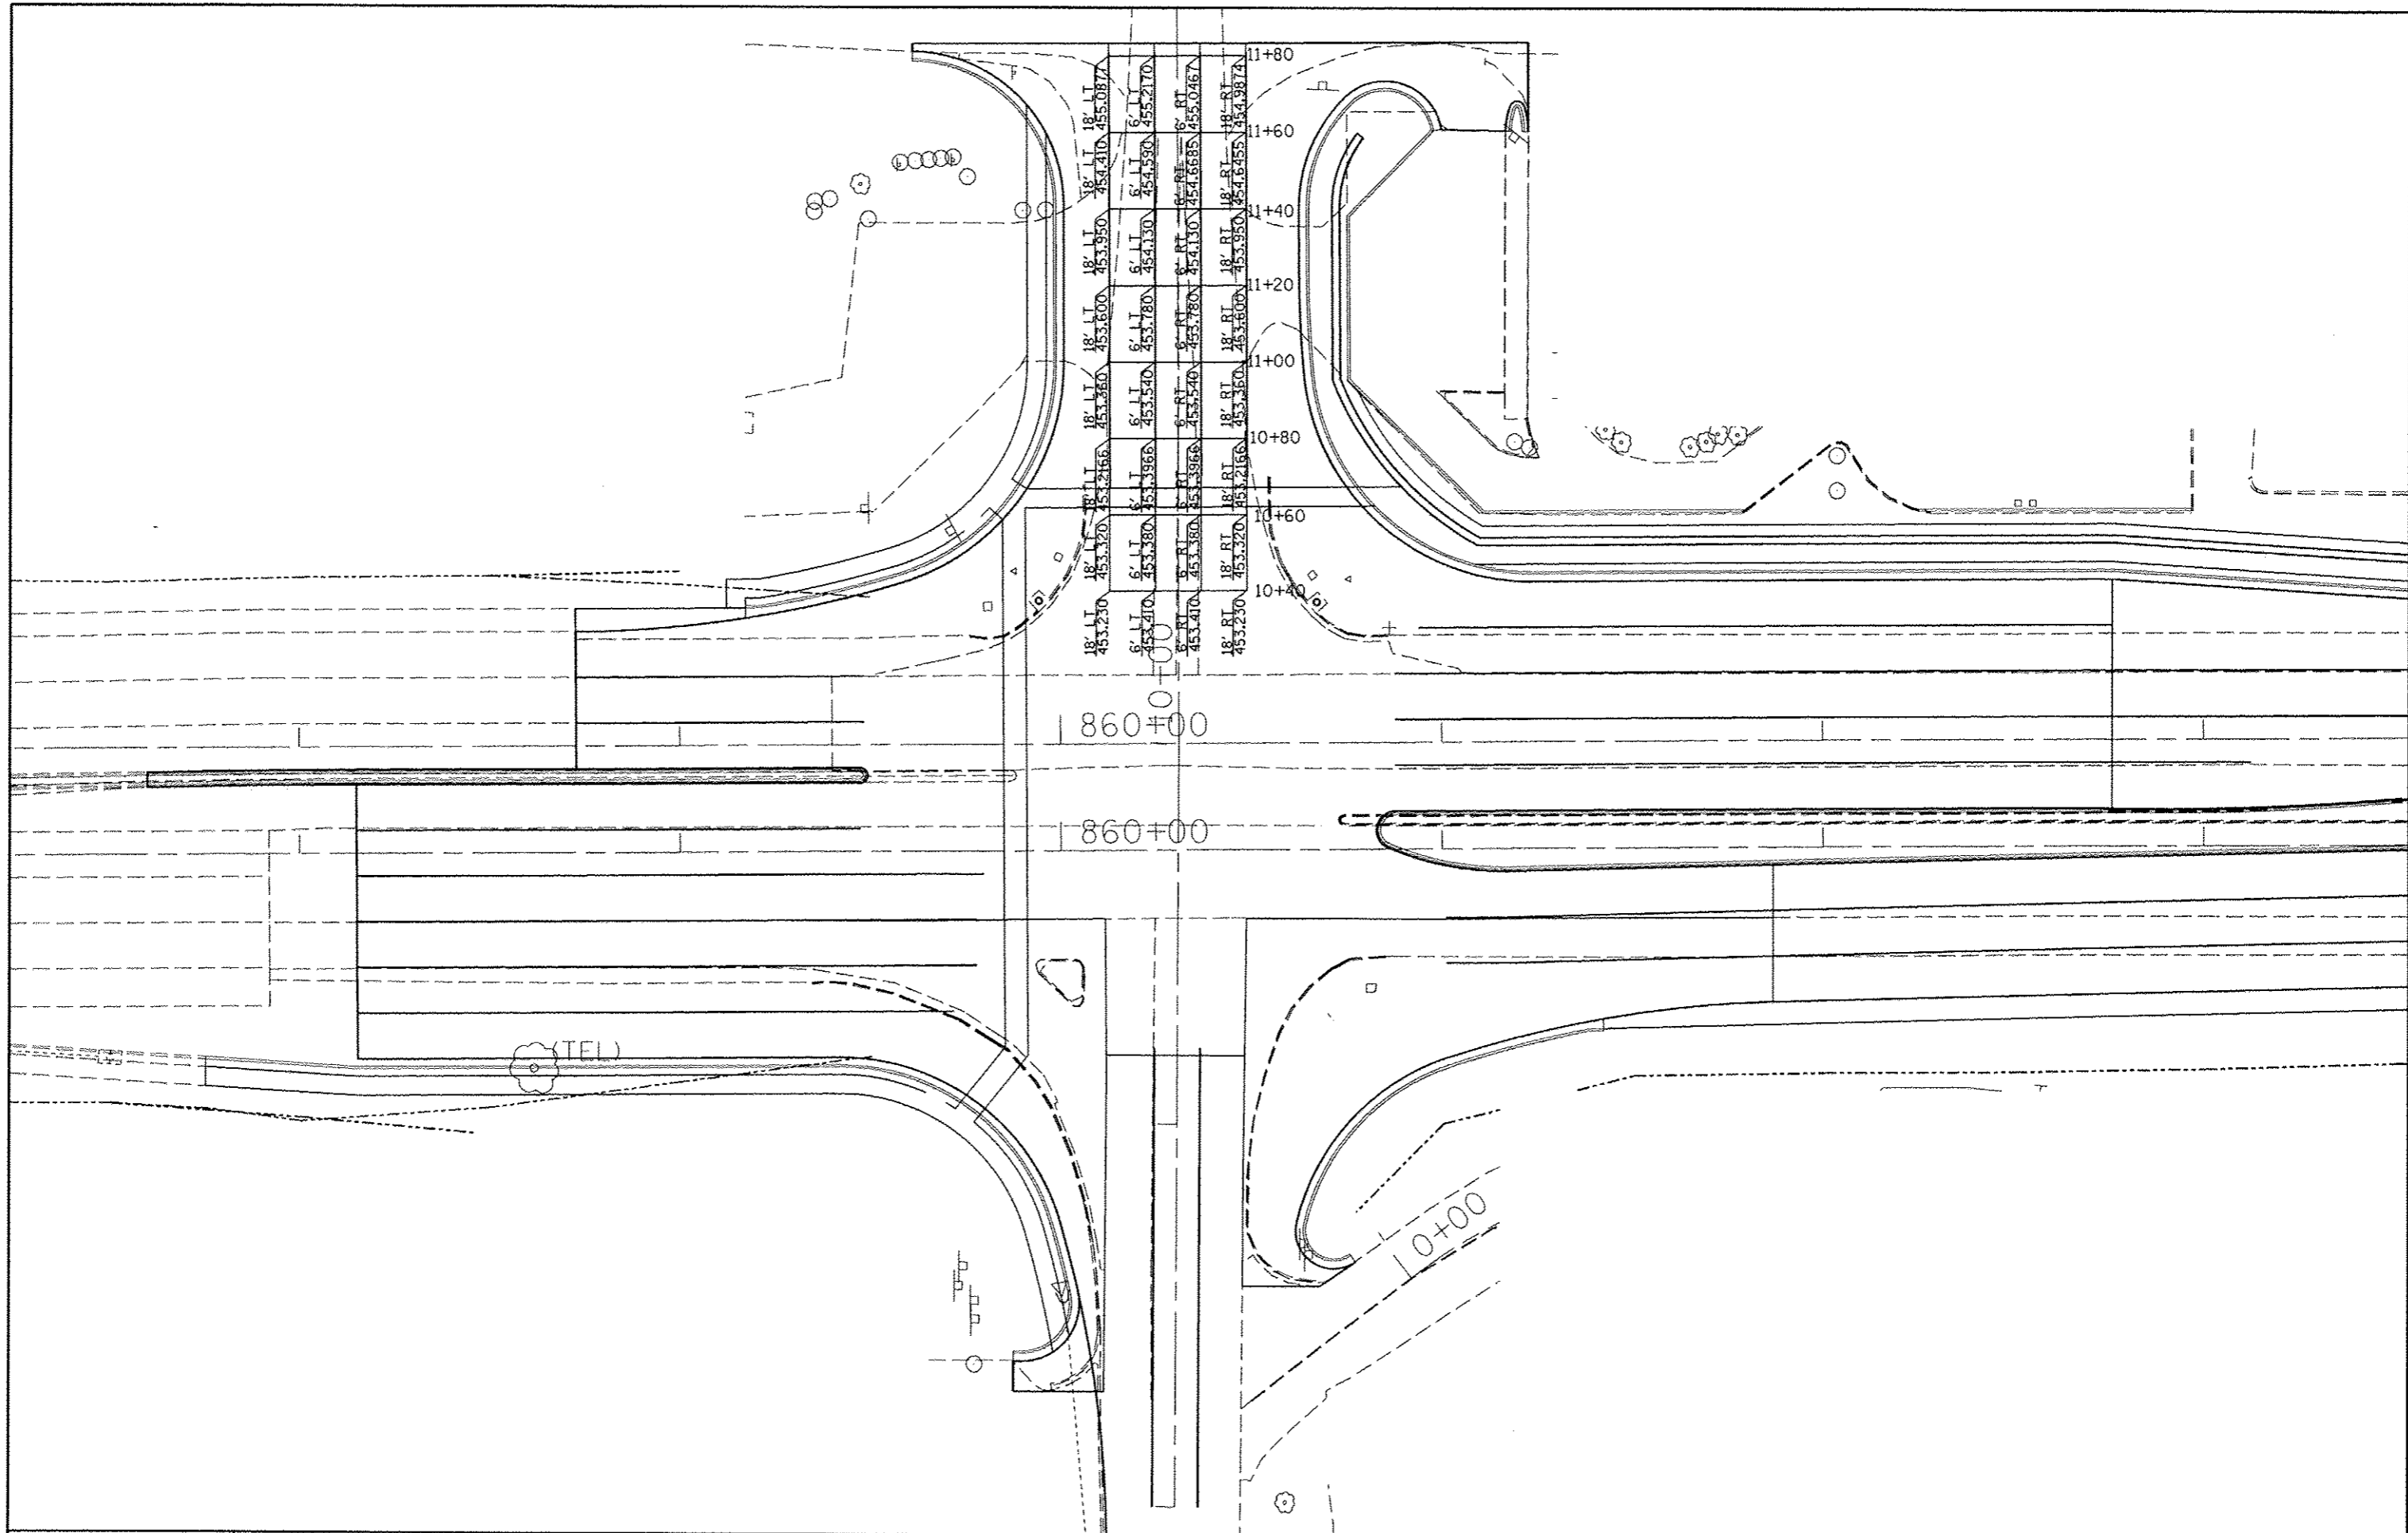 11+80
18' LT 455.0877
6' LT 455.2170
6' RT 455.0467
18' RT 454.9874
11+60
18' LT 454.410
6' LT 454.590
6' RT 454.6685
18' RT 454.6455
11+40
18' LT 453.950
6' LT 454.130
6' RT 454.130
18' RT 453.950
11+20
18' LT 453.600
6' LT 453.780
6' RT 453.780
18' RT 453.600
11+00
18' LT 453.360
6' LT 453.540
6' RT 453.540
18' RT 453.360
10+80
18' LT 453.2166
6' LT 453.3966
6' RT 453.3966
18' RT 453.2166
10+60
18' LT 453.320
6' LT 453.380
6' RT 453.380
18' RT 453.320
10+40
18' LT 453.230
6' LT 453.410
6' RT 453.410
18' RT 453.230
860+00
860+00
(TEL)
10+00